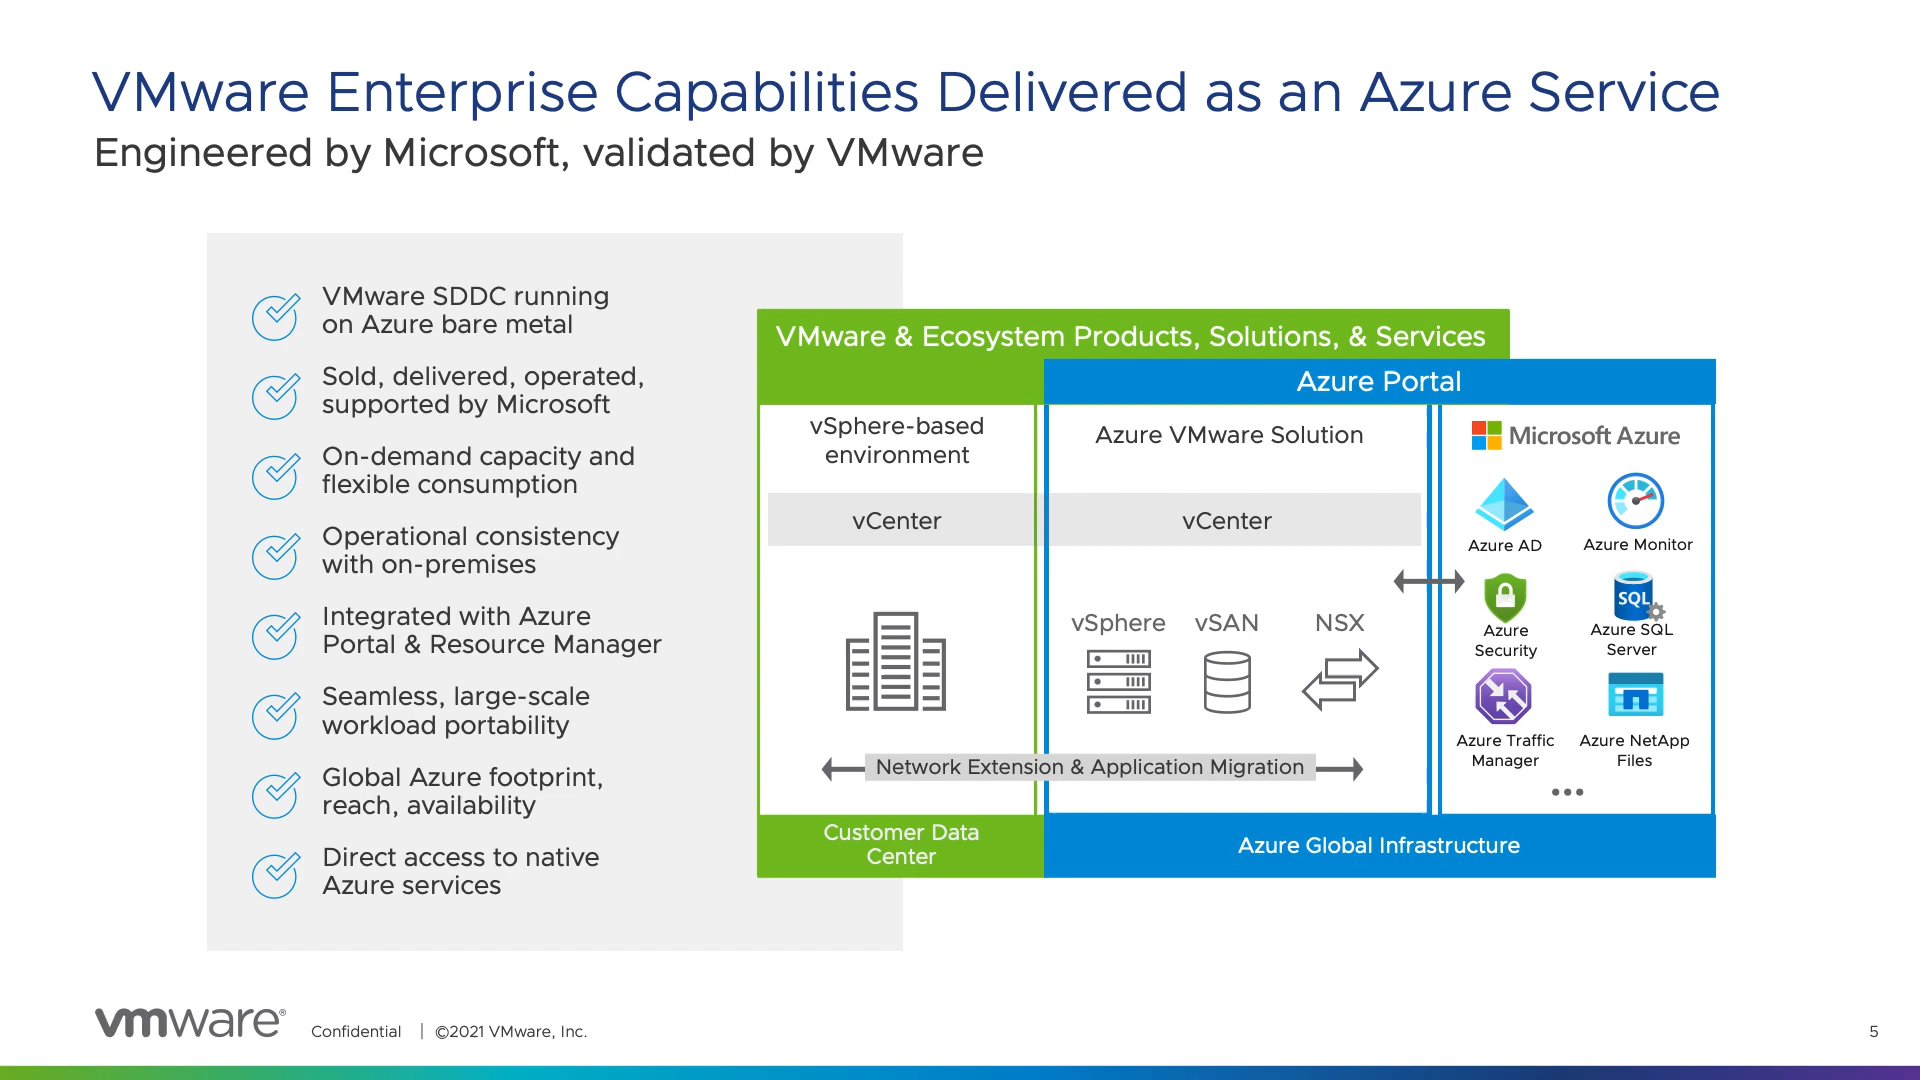 VMware Enterprise Capabilities Delivered as an Azure Service
Engineered by Microsoft, validated by VMware
VMware SDDC running
on Azure bare metal
Sold, delivered, operated,
supported by Microsoft
On-demand capacity and
flexible consumption
Operational consistency
with on-premises
Integrated with Azure
Portal & Resource Manager
Seamless, large-scale
workload portability
Global Azure footprint,
reach, availability
Direct access to native
Azure services
VMware & Ecosystem Products, Solutions, & Services
Azure Portal
vSphere-based
environment
vCenter
Azure VMware Solution
vCenter
vSphere
vSAN
NSX
Network Extension & Application Migration
Microsoft Azure
Azure AD
Azure Monitor
Azure
Security
SQL
Azure SQL
Server
Azure Traffic
Manager
Azure NetApp
Files
•••
Customer Data
Center
Azure Global Infrastructure
vmware®
Confidential | ©2021 VMware, Inc.
5